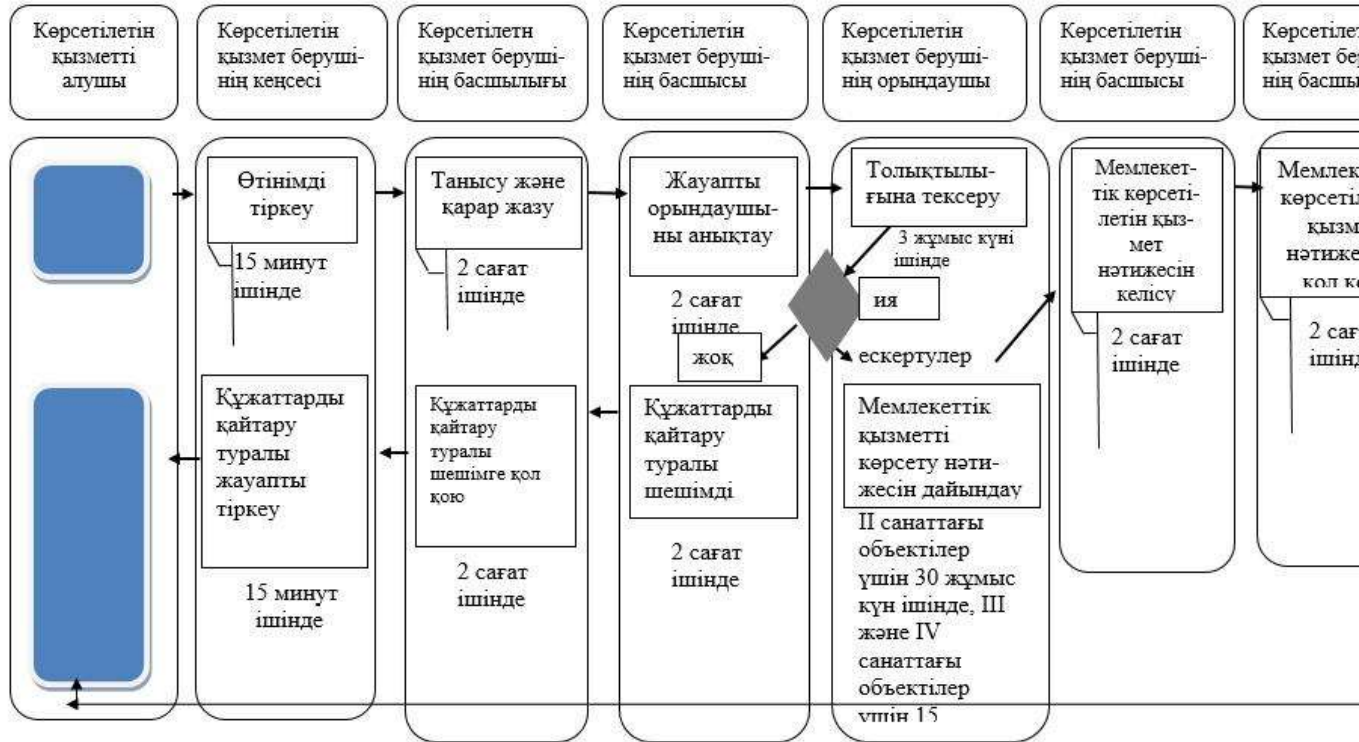 Көрсетілетін
қызметті
алушы
Көрсетілетін
қызмет беруші-
нің кеңсесі
Көрсетілетн
қызмет беруші-
нің басшылығы
Көрсетілетін
қызмет беруші-
нің басшысы
Көрсетілетін
қызмет беруші-
нің орындаушы
Көрсетілетін
қызмет беруші-
нің басшысы
қызмет
Өтінімді
тіркеу
15 минут
ішінде
Танысу және
қарар жазу
2 сағат
ішінде
Жауапты
орындаушы-
ны анықтау
2 сағат
ішінде
Толықтылы-
ғына тексеру
3 жұмыс күні
ішінде
ия
жоқ
ескертулер
Мемлекет-
тік көрсеті-
летін қыз-
мет
нәтижесін
келісу
2 сағат
ішінде
қол
2
Құжаттарды
қайтару
туралы
жауапты
тіркеу
15 минут
ішінде
Құжаттарды
қайтару
туралы
шешімге қол
қою
2 сағат
ішінде
Құжаттарды
қайтару
туралы
шешімді
2 сағат
ішінде
Мемлекеттік
қызметті
көрсету нәти-
жесін дайындау
II санаттағы
объектілер
үшін 30 жұмыс
күн ішінде, III
және IV
санаттағы
объектілер
үшін 15